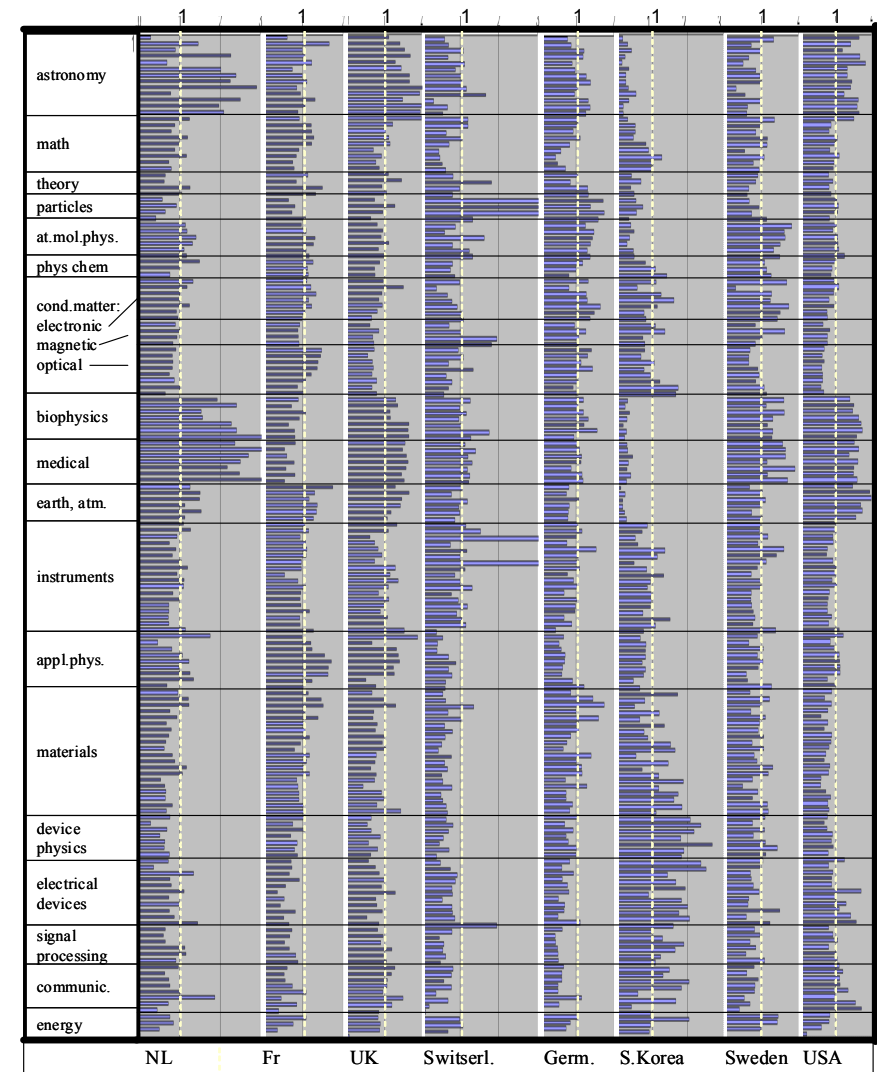 1 1 1 1 1 1 1 1
astronomy
math
theory
particles
at.mol.phys.
phys chem
cond.matter:
electronic
magnetic
optical
biophysics
medical
earth, atm.
instruments
appl.phys.
materials
device
physics
electrical
devices
signal
processing
communic.
energy
NL Fr UK Switserl. Germ. S.Korea Sweden USA